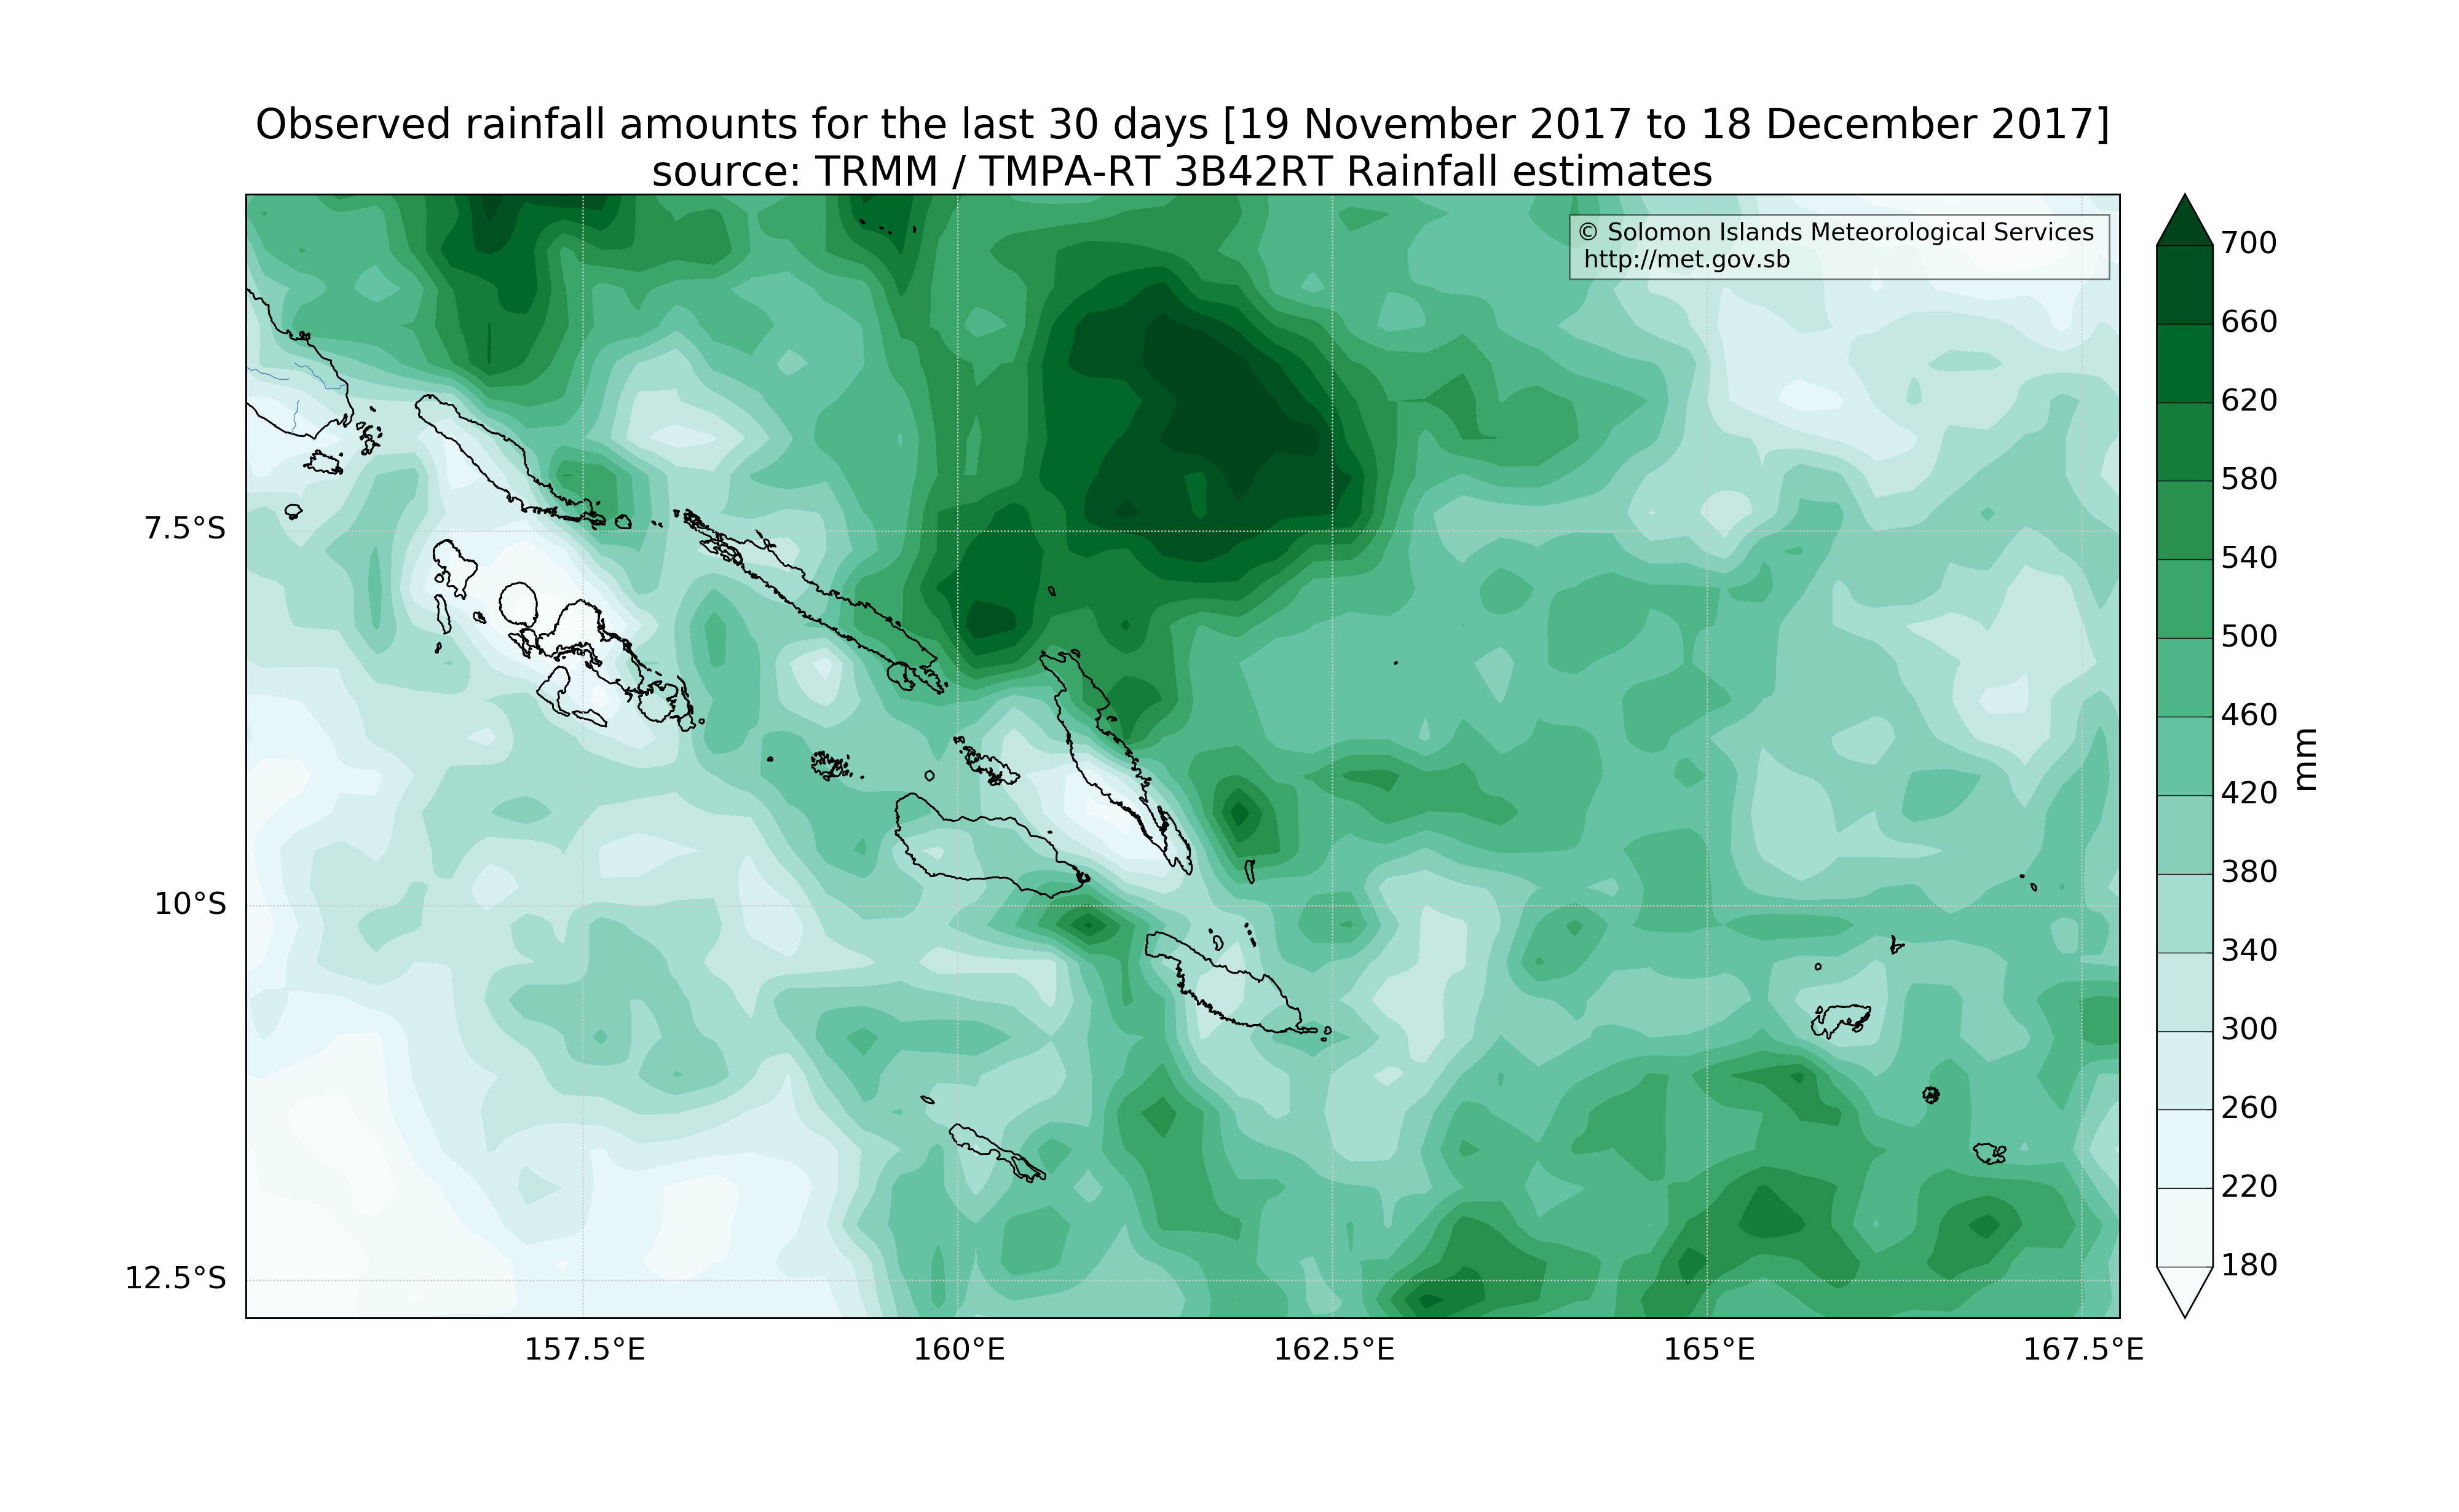 Observed rainfall amounts for the last 30 days [19 November 2017 to 18 December 2017]
source: TRMM / TMPA-RT 3B42RT Rainfall estimates
© Solomon Islands Meteorological Services
http://met.gov.sb
7.5°S
10°S
12.5°S
157.5°E
160°E
162.5°E
165°E
167.5°E
700
660
620
580
540
500
460
420
380
340
300
260
220
180
mm